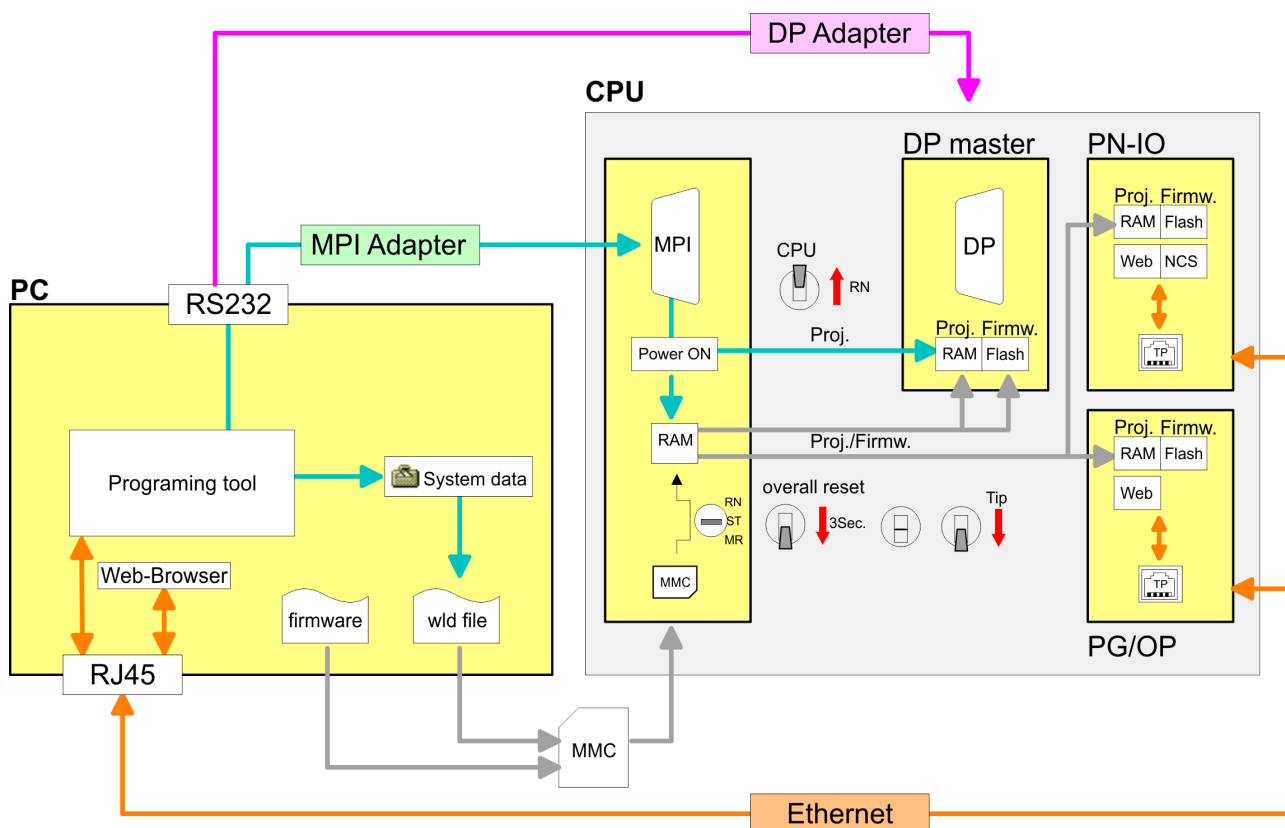 DP Adapter
CPU
DP master
PN-IO
Proj. Firmw.
RAM Flash
MPI Adapter
MPI
CPU
RN
DP
Web NCS
PC
RS232
Proj.
Proj. Firmw.
Power ON
RAM Flash
TP
RAM
Proj./Firmw.
Proj. Firmw.
RAM Flash
Programing tool
System data
overall reset
Tip
Web
RN
ST
MR
3Sec.
Web-Browser
MMC
TP
firmware
wld file
PG/OP
RJ45
MMC
Ethernet